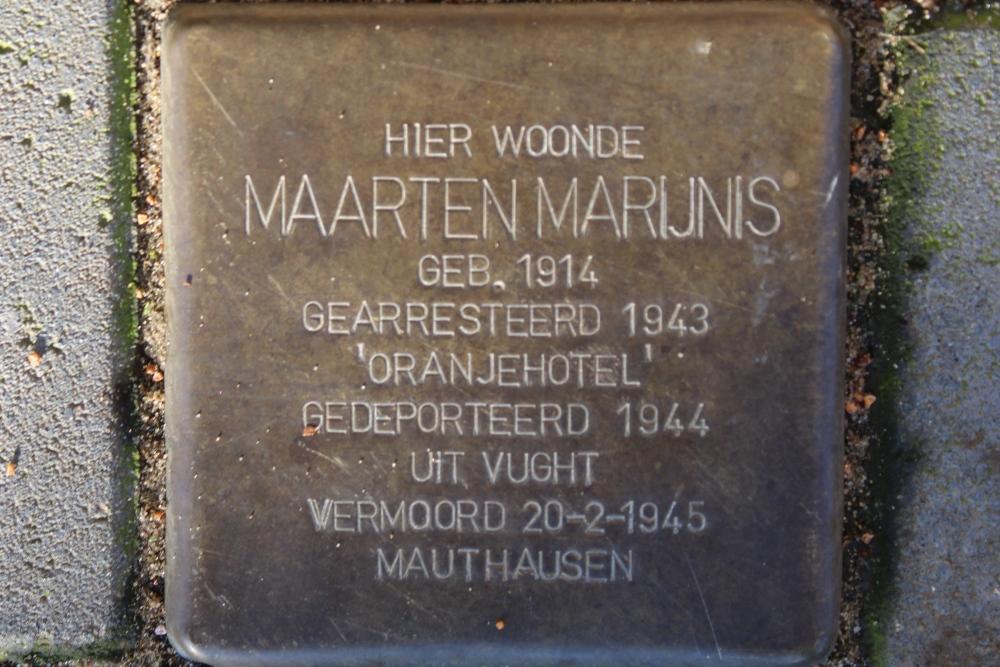 HIER WOONDE
MAARTEN MARIJNIS
GEB. 1914
GEARRESTEERD 1943
'ORANJEHOTEL'
GEDEPORTEERD 1944
UIT VUGHT
VERMOORD 20-2-1945
MAUTHAUSEN